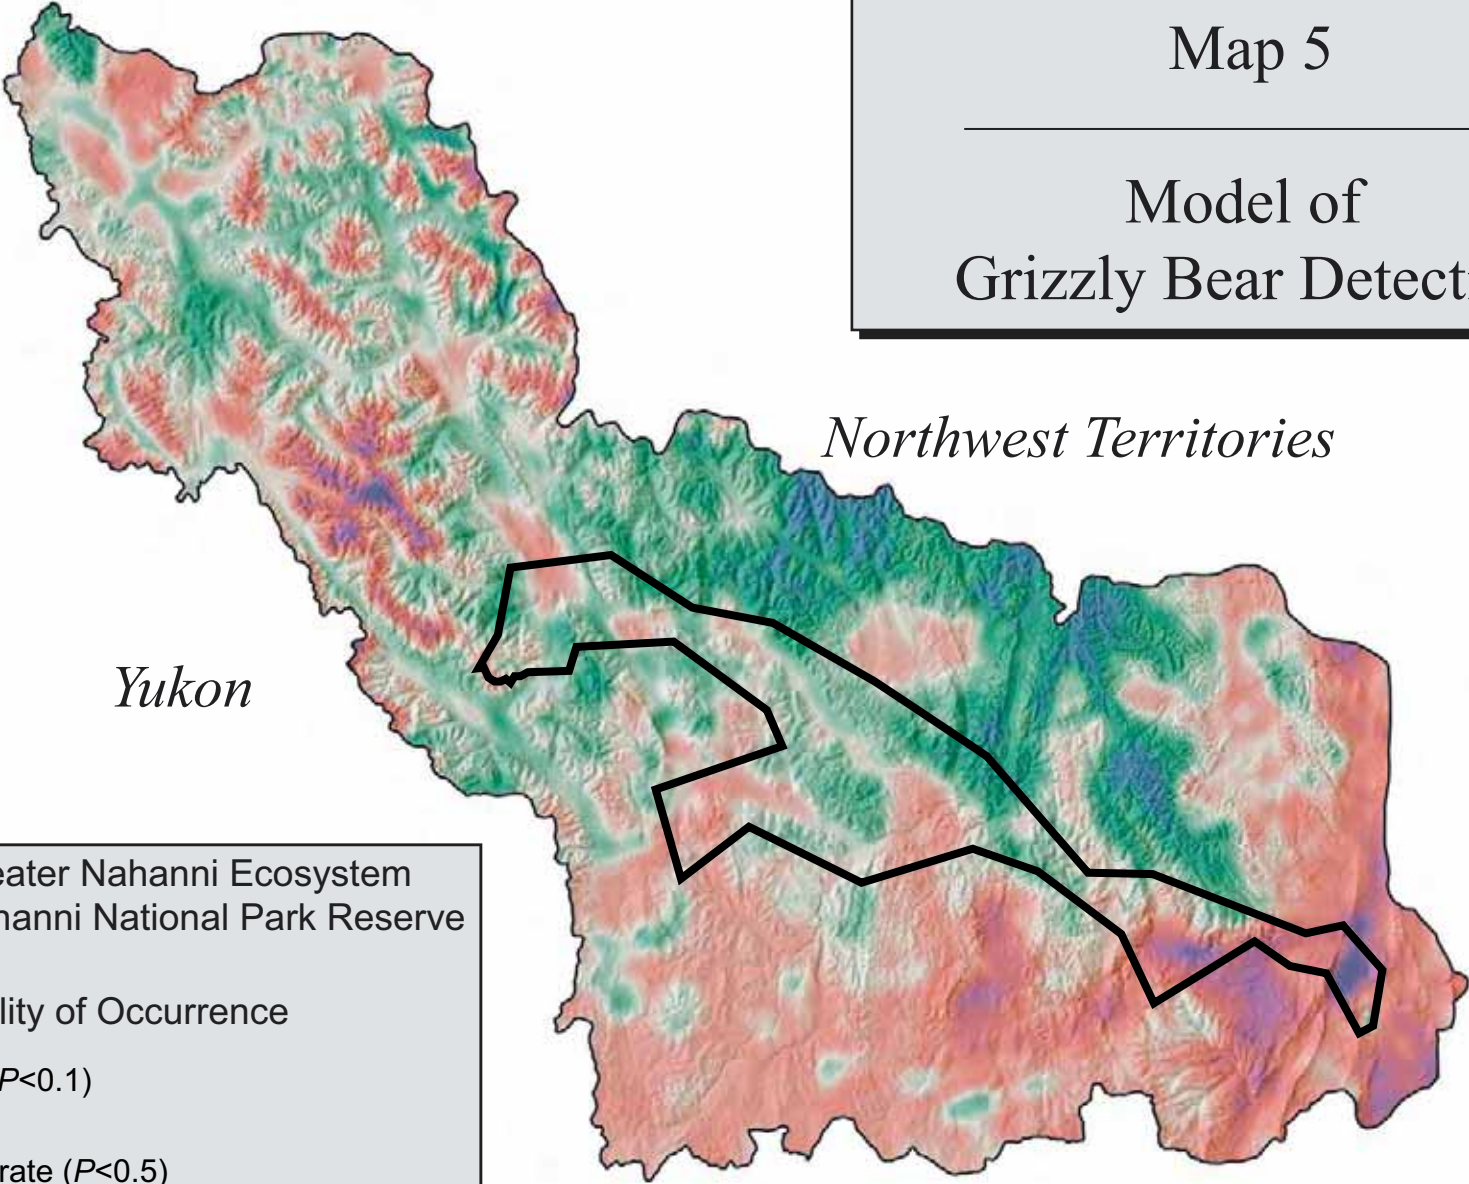 Map 5
Model of
Grizzly Bear Detect
Northwest Territories
Yukon
eater Nahanni Ecosystem
hanni National Park Reserve
lity of Occurrence
P<0.1)
rate (P<0.5)